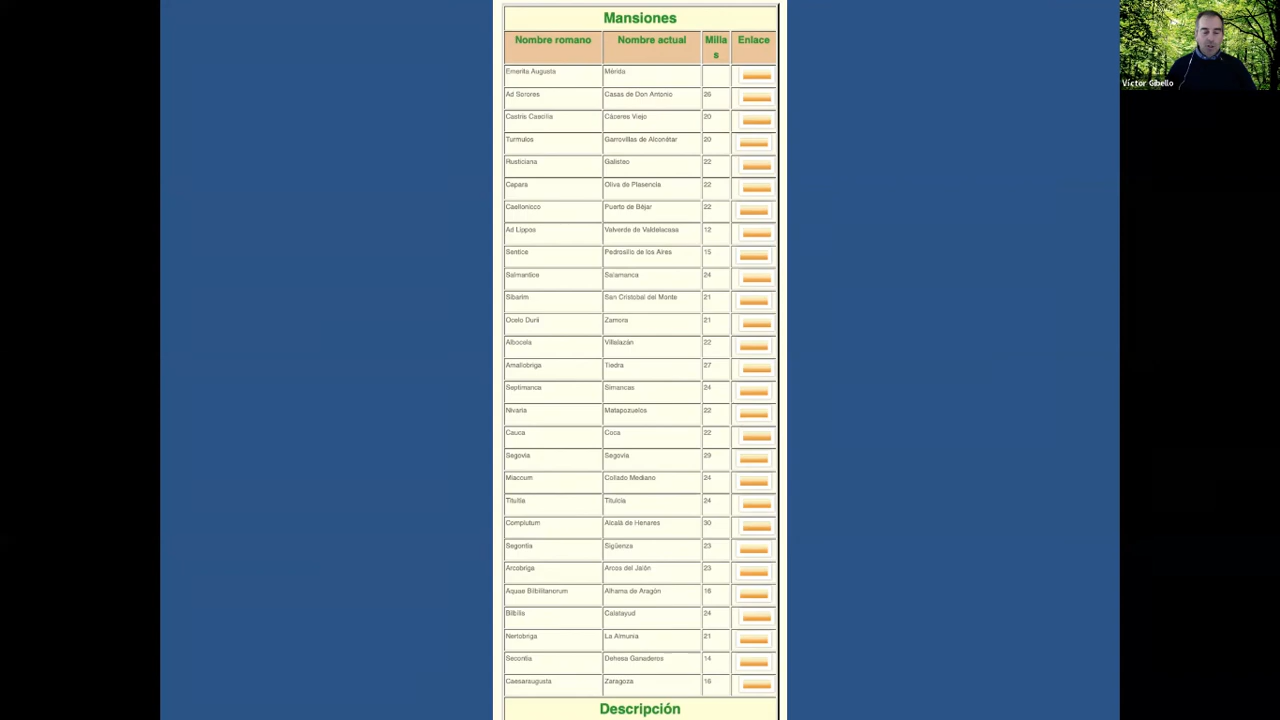 Mansiones
Nombre romano Nombre actual Milla s Enlace
Emerita Augusta Mérida
Ad Sorores Casas de Don Antonio 26
Castris Caecilia Cáceres Viejo 20
Turmulos Garrovillas de Alconétar 20
Rusticiana Galisteo 22
Capara Oliva de Plasencia 22
Caelionicco Puerto de Béjar 22
Ad Lippos Valverde de Valdelacasa 12
Sentice Pedrosillo de los Aires 15
Salmantice Salamanca 24
Sibarim San Cristobal del Monte 21
Ocelo Durii Zamora 21
Albocela Villalazán 22
Amallobriga Tiedra 27
Septimanca Simancas 24
Nivaria Matapozuelos 22
Cauca Coca 22
Segovia Segovia 29
Miaccum Collado Mediano 24
Titultia Titulcia 24
Complutum Alcalá de Henares 30
Segontia Sigüenza 23
Arcobriga Arcos del Jalón 23
Aquae Bilbilitanorum Alhama de Aragón 16
Bilbilis Calatayud 24
Nertobriga La Almunia 21
Secontia Dehesa Ganaderos 14
Caesaraugusta Zaragoza 16
Descripción
Víctor Gibello